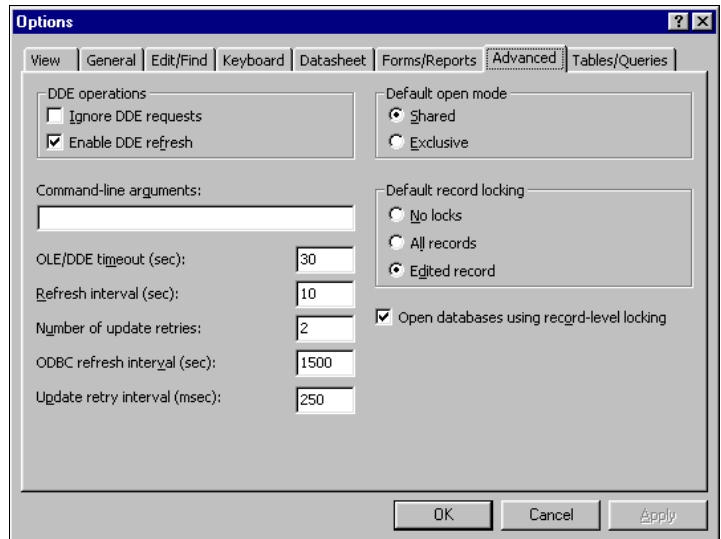 Options
View General Edit/Find Keyboard Datasheet Forms/Reports Advanced Tables/Queries
DDE operations
Ignore DDE requests
Enable DDE refresh
Command-line arguments:
OLE/DDE timeout (sec): 30
Refresh interval (sec): 10
Number of update retries: 2
ODBC refresh interval (sec): 1500
Update retry interval (msec): 250
Default open mode
Shared
Exclusive
Default record locking
No locks
All records
Edited record
Open databases using record-level locking
OK Cancel Apply